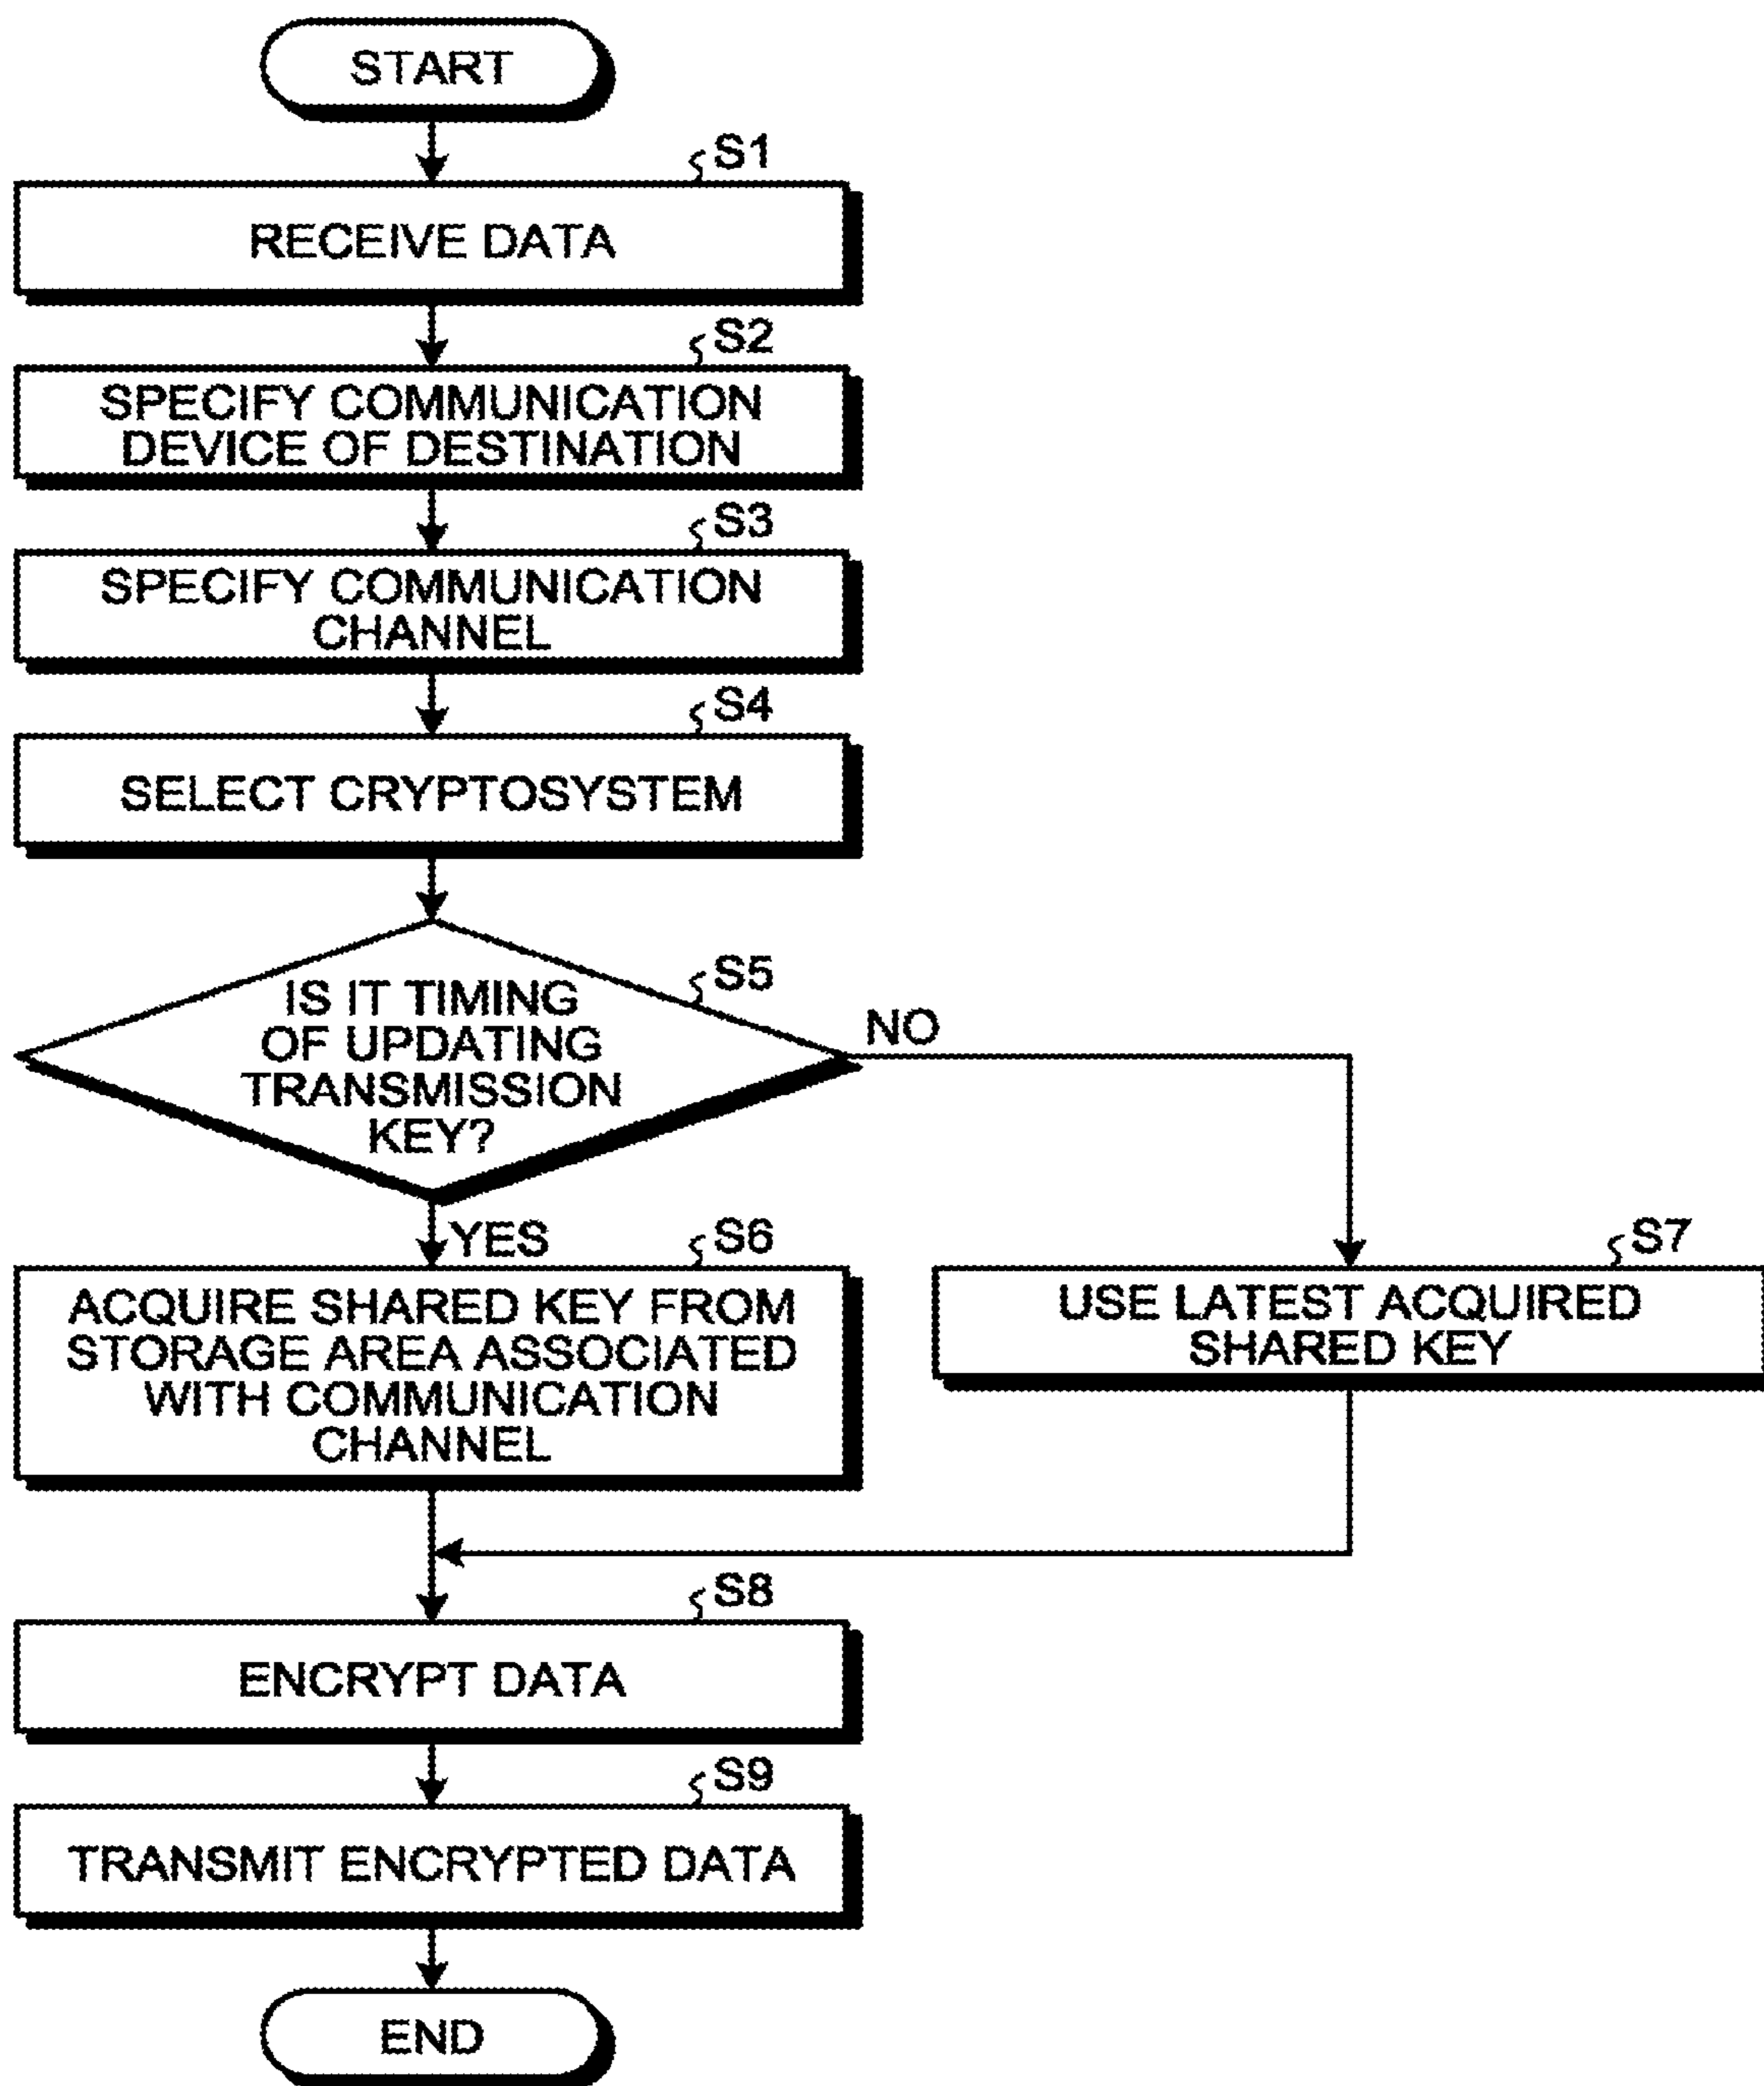 START
S1
RECEIVE DATA
S2
SPECIFY COMMUNICATION
DEVICE OF DESTINATION
S3
SPECIFY COMMUNICATION
CHANNEL
S4
SELECT CRYPTOSYSTEM
S5
IS IT TIMING
OF UPDATING
TRANSMISSION
KEY?
NO
YES
S6
ACQUIRE SHARED KEY FROM
STORAGE AREA ASSOCIATED
WITH COMMUNICATION
CHANNEL
S7
USE LATEST ACQUIRED
SHARED KEY
S8
ENCRYPT DATA
S9
TRANSMIT ENCRYPTED DATA
END